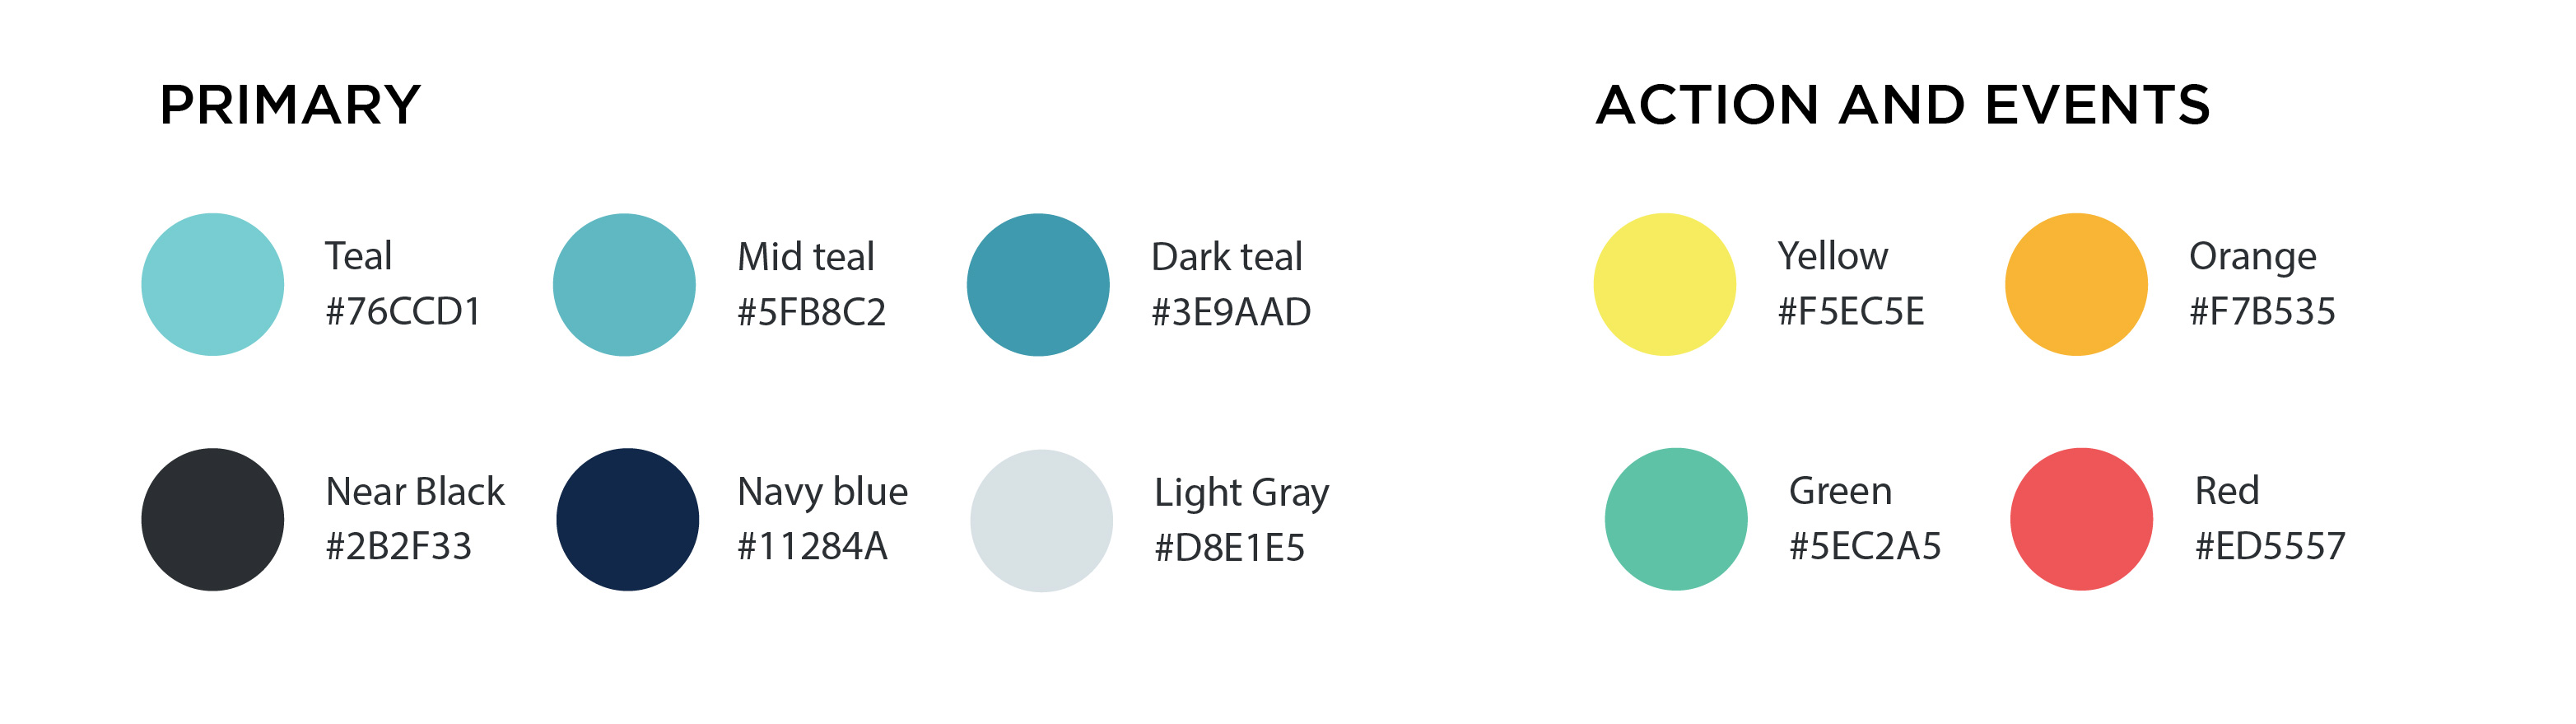 PRIMARY
Teal
#76CCD1
Mid teal
#5FB8C2
Dark teal
#3E9AAD
Near Black
#2B2F33
Navy blue
#11284A
Light Gray
#D8E1E5
ACTION AND EVENTS
Yellow
#F5EC5E
Orange
#F7B535
Green
#5EC2A5
Red
#ED5557